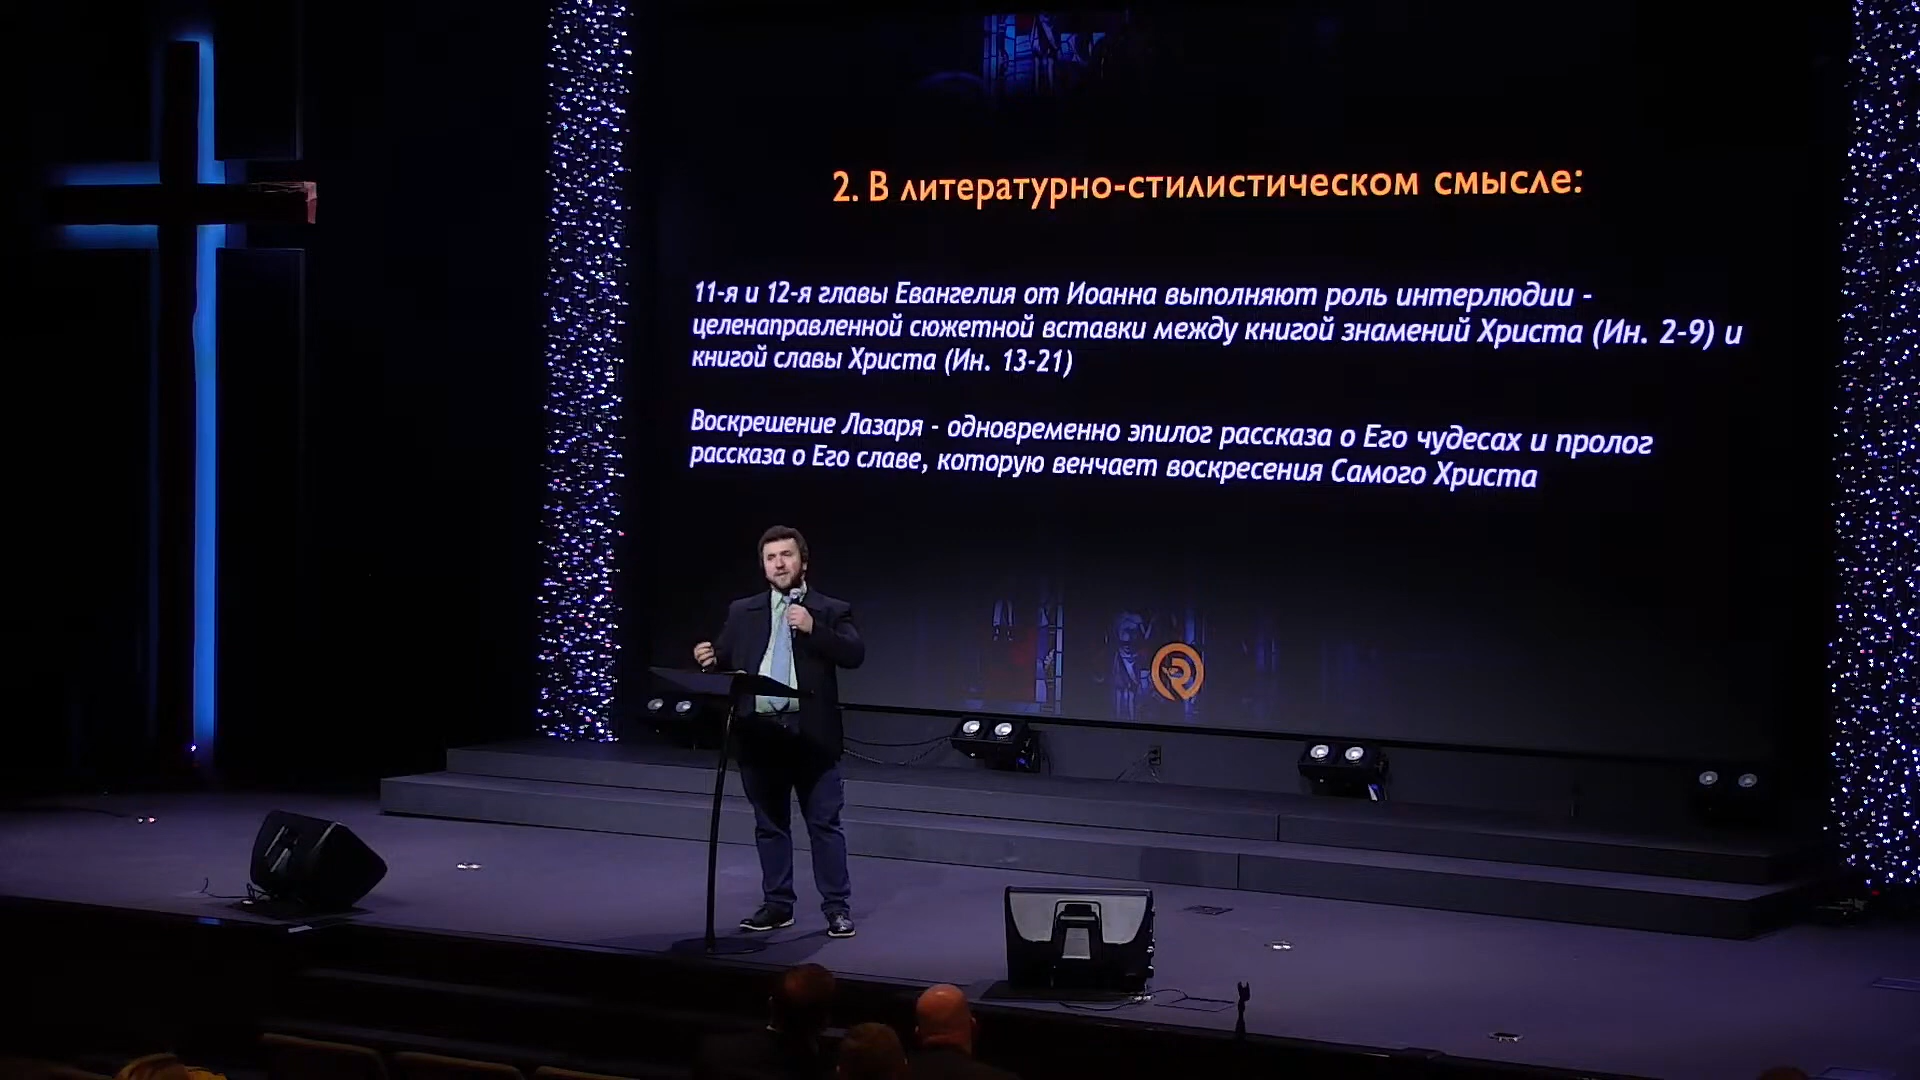 2. В литературно-стилистическом смысле:
11-я и 12-я главы Евангелия от Иоанна выполняют роль интерлюдии -
целенаправленной сюжетной вставки между книгой знамений Христа (Ин. 2-9) и
книгой славы Христа (Ин. 13-21)
Воскрешение Лазаря - одновременно эпилог рассказа о Его чудесах и пролог
рассказа о Его славе, которую венчает воскресения Самого Христа